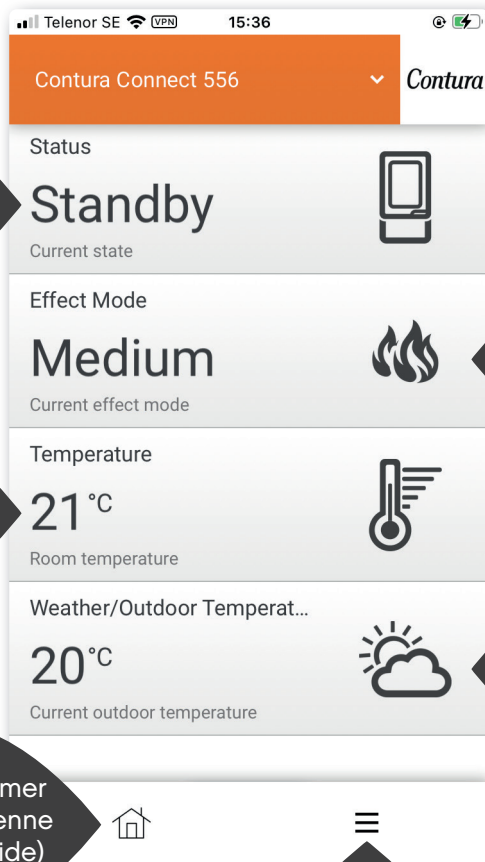 Telenor SE VPN 15:36
Contura Connect 556
Contura
Status
Standby
Current state
Effect Mode
Medium
Current effect mode
Temperature
21 °C
Room temperature
Weather/Outdoor Temperat...
20 °C
Current outdoor temperature
mer
enne
ide)